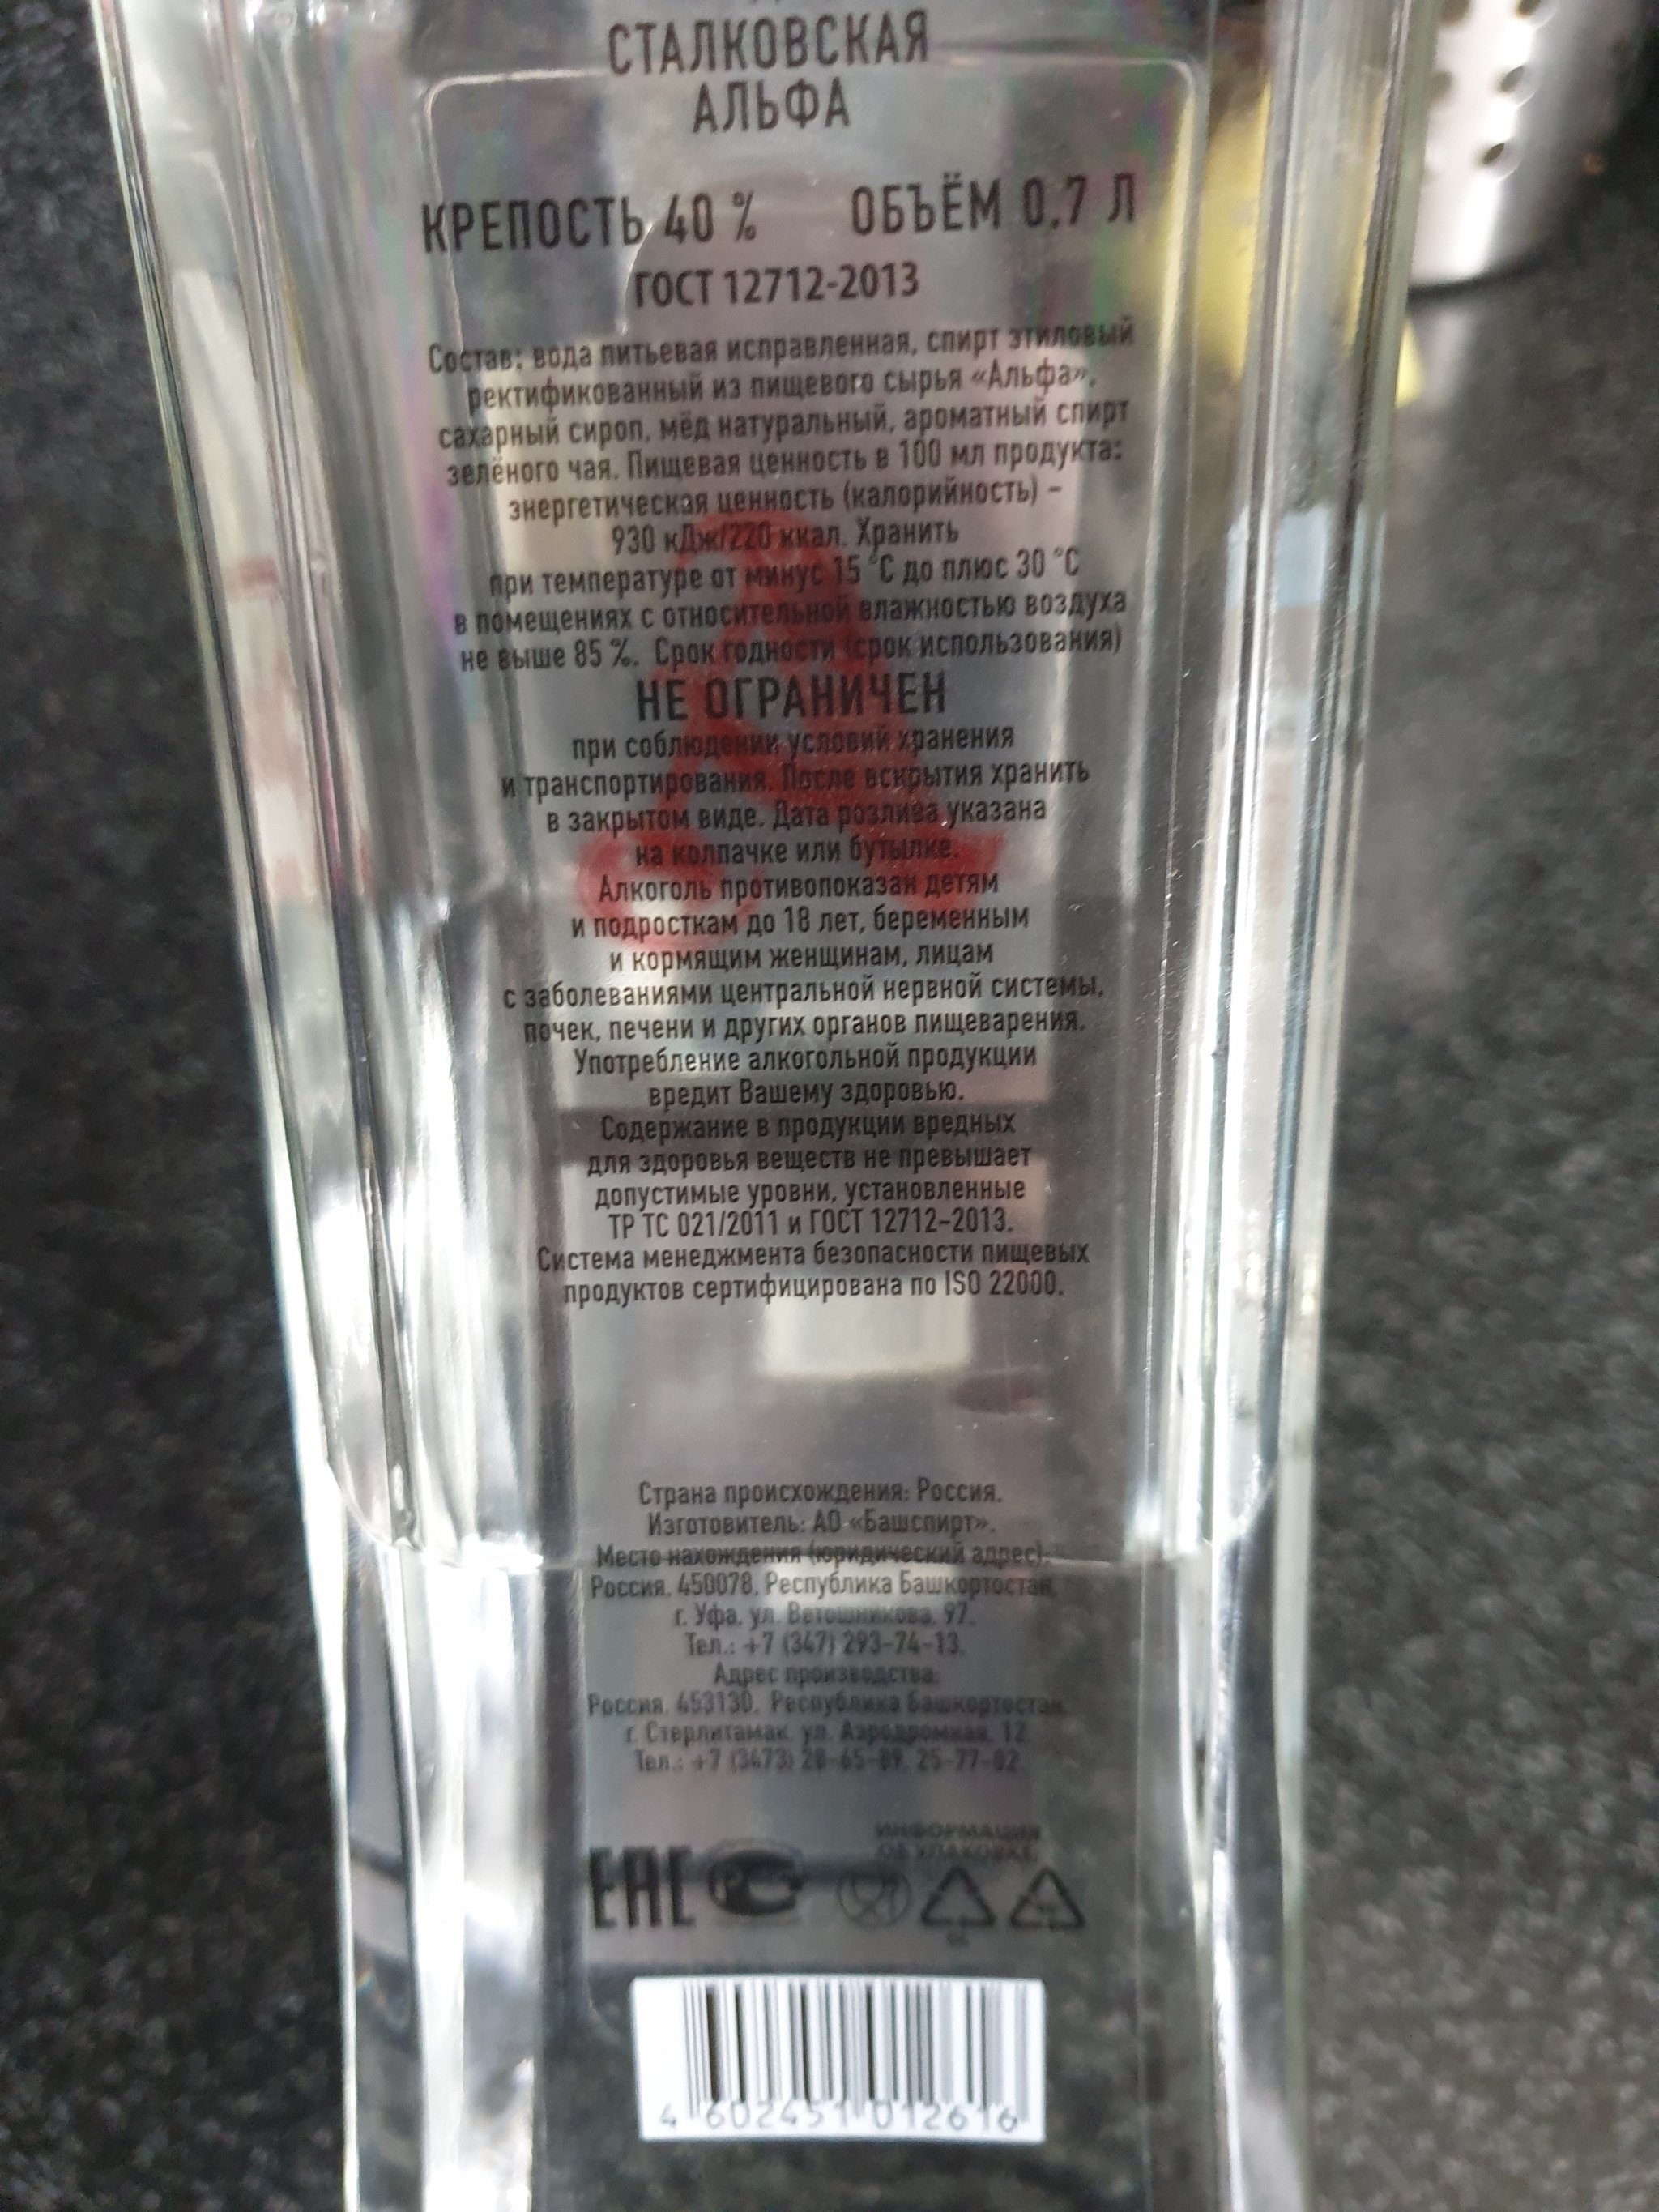 СТАЛКОВСКАЯ
АЛЬФА
КРЕПОСТЬ 40 % ОБЪЁМ 0,7 Л
ГОСТ 12712-2013
Состав: вода питьевая исправленная, спирт этиловый
ректификованный из пищевого сырья «Альфа»,
сахарный сироп, мёд натуральный, ароматный спирт
зелёного чая. Пищевая ценность в 100 мл продукта:
энергетическая ценность (калорийность) –
930 кДж/220 ккал. Хранить
при температуре от минус 15 °С до плюс 30 °С
в помещениях с относительной влажностью воздуха
не выше 85 %. Срок годности (срок использования)
НЕ ОГРАНИЧЕН
при соблюдении условий хранения
и транспортирования. После вскрытия хранить
в закрытом виде. Дата розлива указана
на колпачке или бутылке.
Алкоголь противопоказан детям
и подросткам до 18 лет, беременным
и кормящим женщинам, лицам
с заболеваниями центральной нервной системы,
почек, печени и других органов пищеварения.
Употребление алкогольной продукции
вредит Вашему здоровью.
Содержание в продукции вредных
для здоровья веществ не превышает
допустимые уровни, установленные
ТР ТС 021/2011 и ГОСТ 12712-2013.
Система менеджмента безопасности пищевых
продуктов сертифицирована по ISO 22000.
Страна происхождения: Россия.
Изготовитель: АО «Башспирт».
Место нахождения (юридический адрес):
Россия, 450078, Республика Башкортостан,
г. Уфа, ул. Ветошникова, 97.
Тел.: +7 (347) 293-74-13.
Адрес производства:
Россия, 453130, Республика Башкортостан,
г. Стерлитамак, ул. Аэродромная, 12
Тел.: +7 (3473) 28-65-89, 25-77-82
ИНФОРМАЦИЯ
ОБ УПАКОВКЕ
ЕАС
4 602451 012616